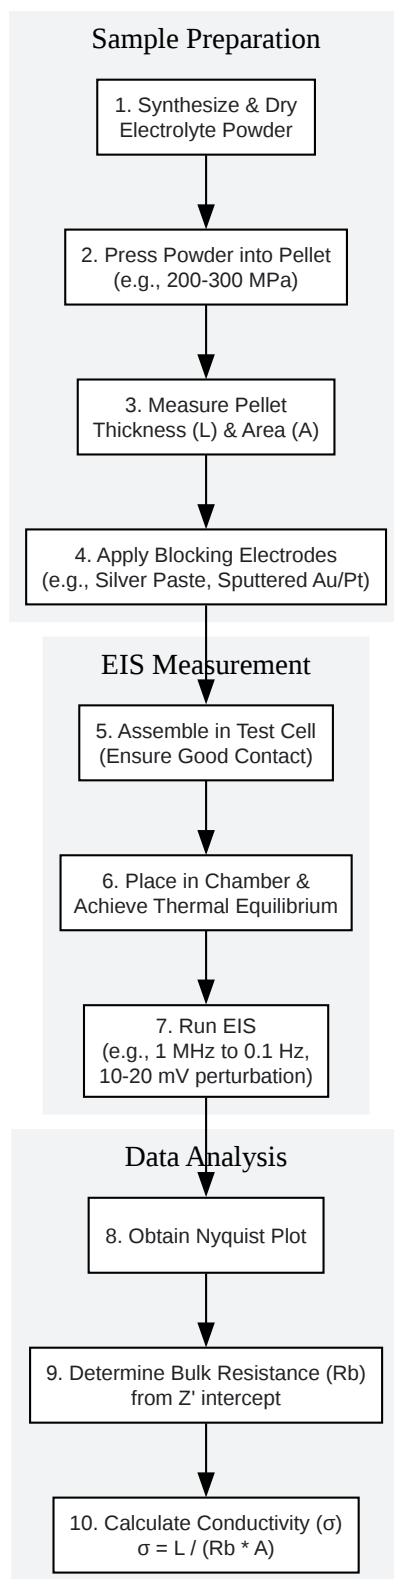 Sample Preparation
1. Synthesize & Dry
Electrolyte Powder
2. Press Powder into Pellet
(e.g., 200-300 MPa)
3. Measure Pellet
Thickness (L) & Area (A)
4. Apply Blocking Electrodes
(e.g., Silver Paste, Sputtered Au/Pt)
EIS Measurement
5. Assemble in Test Cell
(Ensure Good Contact)
6. Place in Chamber &
Achieve Thermal Equilibrium
7. Run EIS
(e.g., 1 MHz to 0.1 Hz,
10-20 mV perturbation)
Data Analysis
8. Obtain Nyquist Plot
9. Determine Bulk Resistance (Rb)
from Z' intercept
10. Calculate Conductivity (σ)
σ = L / (Rb * A)